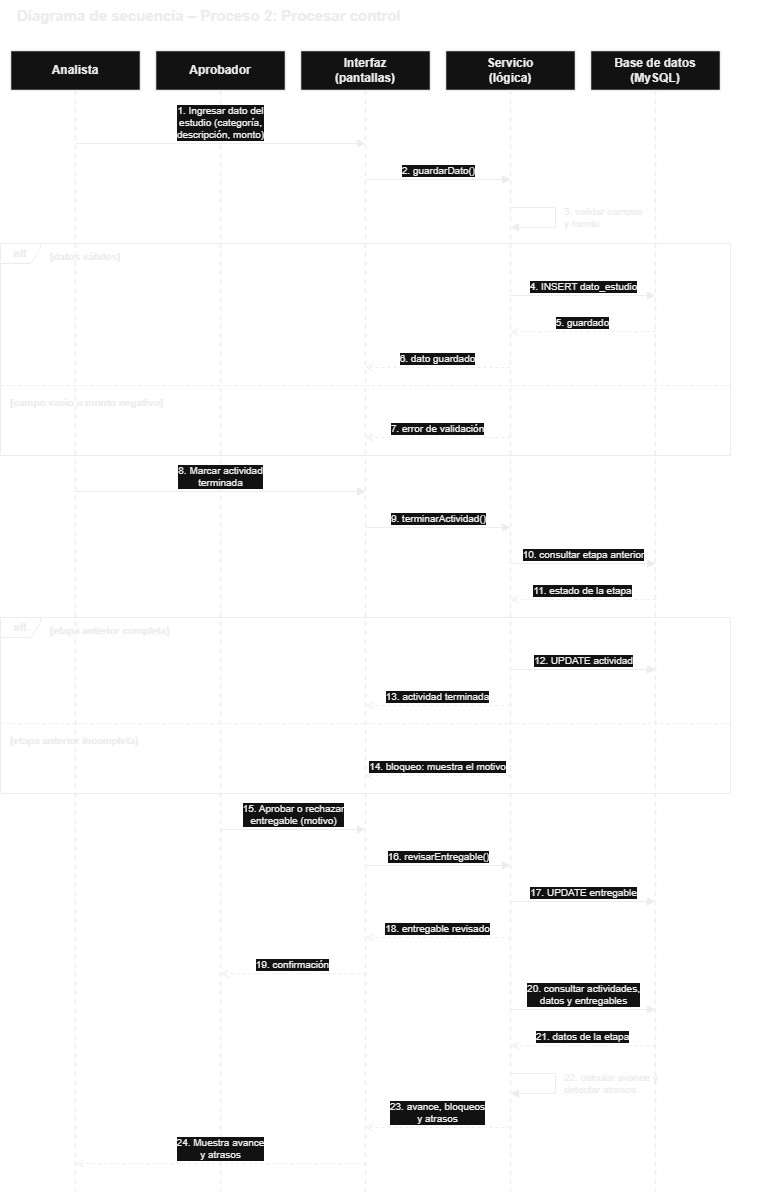 Diagrama de secuencia – Proceso 2: Procesar control
Analista
Aprobador
Interfaz
(pantallas)
Servicio
(lógica)
Base de datos
(MySQL)
1. Ingresar dato del
estudio (categoría,
descripción, monto)
2. guardarDato()
3. validar campos
y monto
alt
[datos válidos]
4. INSERT dato_estudio
5. guardado
6. dato guardado
[campo vacío o monto negativo]
7. error de validación
8. Marcar actividad
terminada
9. terminarActividad()
10. consultar etapa anterior
11. estado de la etapa
alt
[etapa anterior completa]
12. UPDATE actividad
13. actividad terminada
[etapa anterior incompleta]
14. bloqueo: muestra el motivo
15. Aprobar o rechazar
entregable (motivo)
16. revisarEntregable()
17. UPDATE entregable
18. entregable revisado
19. confirmación
20. consultar actividades,
datos y entregables
21. datos de la etapa
22. calcular avance y
detectar atrasos
23. avance, bloqueos
y atrasos
24. Muestra avance
y atrasos